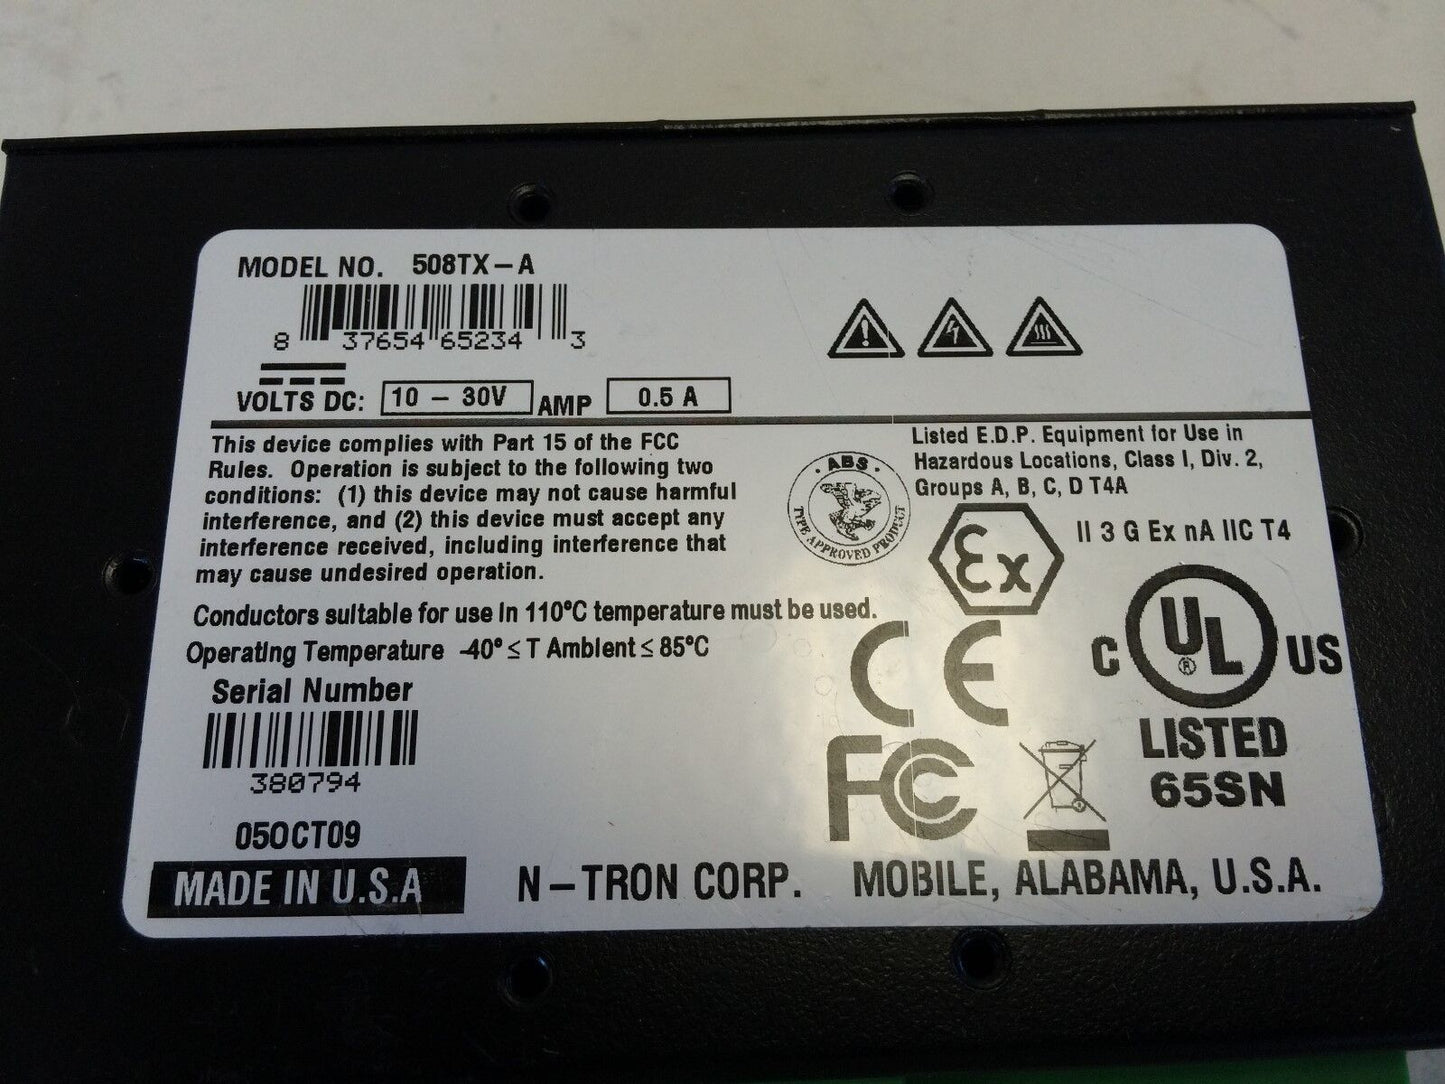 MODEL NO. 508TX-A
8 37654 65234 3
VOLTS DC: 10 - 30V AMP 0.5 A
This device complies with Part 15 of the FCC
Rules. Operation is subject to the following two
conditions: (1) this device may not cause harmful
interference, and (2) this device must accept any
interference received, including interference that
may cause undesired operation.
Conductors suitable for use in 110°C temperature must be used.
Operating Temperature -40° ≤ T Ambient ≤ 85°C
Serial Number
380794
05OCT09
MADE IN U.S.A
ABS
TYPE APPROVED PRODUCT
Listed E.D.P. Equipment for Use in
Hazardous Locations, Class I, Div. 2,
Groups A, B, C, D T4A
Ex
II 3 G Ex nA IIC T4
CE
C UL ® US
LISTED
65SN
FC
N-TRON CORP. MOBILE, ALABAMA, U.S.A.